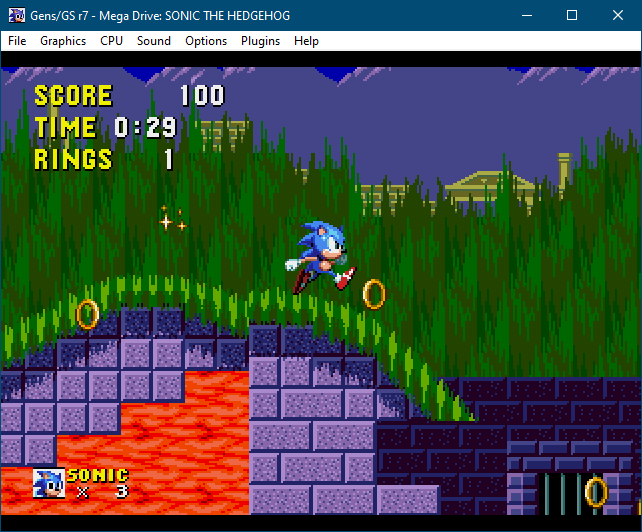 Gens/GS r7 - Mega Drive: SONIC THE HEDGEHOG
File Graphics CPU Sound Options Plugins Help
SCORE 100
TIME 0:29
RINGS 1
SONIC
x 3